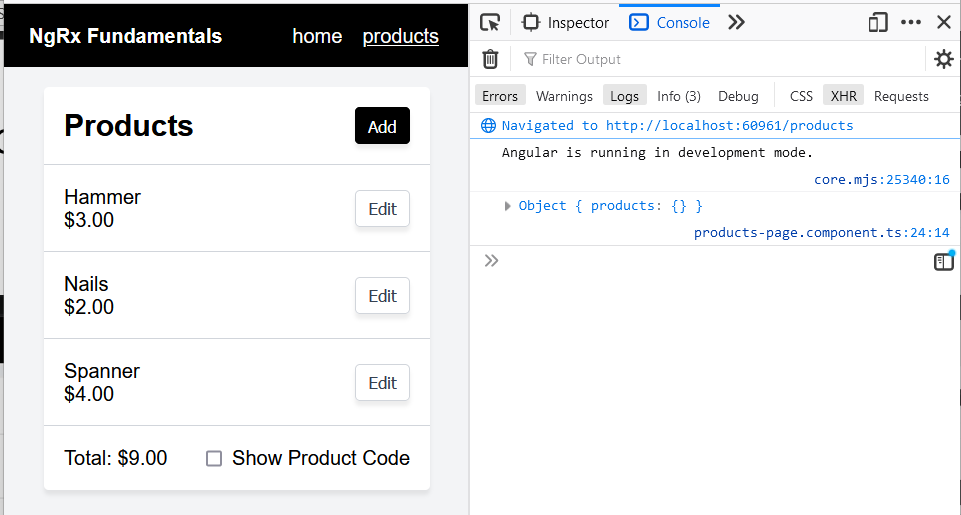 NgRx Fundamentals home products
Products Add
Hammer
$3.00
Edit
Nails
$2.00
Edit
Spanner
$4.00
Edit
Total: $9.00 Show Product Code
Inspector Console
Filter Output
Errors Warnings Logs Info (3) Debug CSS XHR Requests
Navigated to http://localhost:60961/products
Angular is running in development mode.
core.mjs:25340:16
Object { products: {} }
products-page.component.ts:24:14